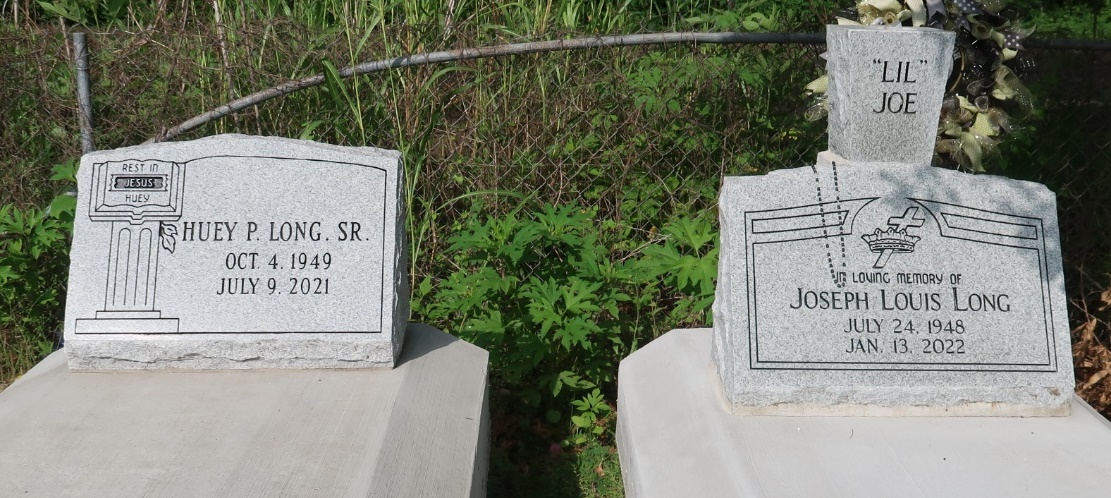 REST IN
JESUS
HUEY
HUEY P. LONG, SR.
OCT. 4, 1949
JULY 9, 2021
"LIL"
JOE
IN LOVING MEMORY OF
JOSEPH LOUIS LONG
JULY 24, 1948
JAN. 13, 2022